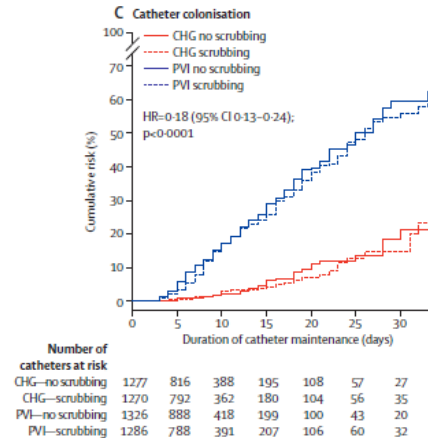 C Catheter colonisation
100
60
50
40
30
20
10
0
Cumulative risk (%)
CHG no scrubbing
CHG scrubbing
PVI no scrubbing
PVI scrubbing
HR=0·18 (95% CI 0·13–0·24);
p<0·0001
0 5 10 15 20 25 30
Duration of catheter maintenance (days)
Number of
catheters at risk
CHG—no scrubbing 1277 816 388 195 108 57 27
CHG—scrubbing 1270 792 362 180 104 56 35
PVI—no scrubbing 1326 888 418 199 100 43 20
PVI—scrubbing 1286 788 391 207 106 60 32